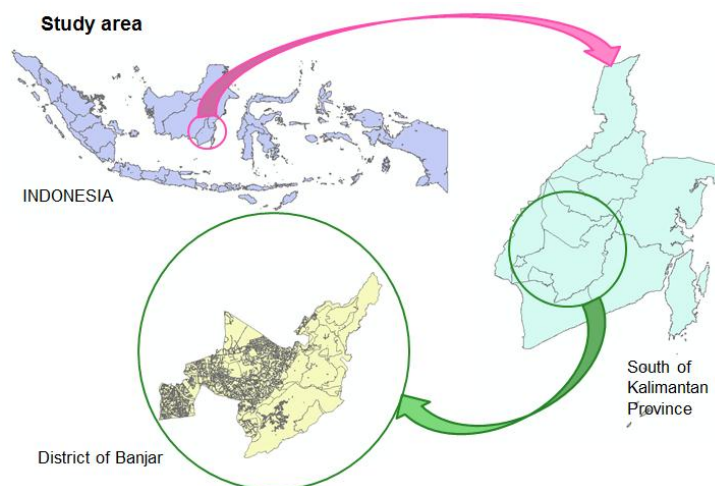 Study area
INDONESIA
South of
Kalimantan
Province
District of Banjar